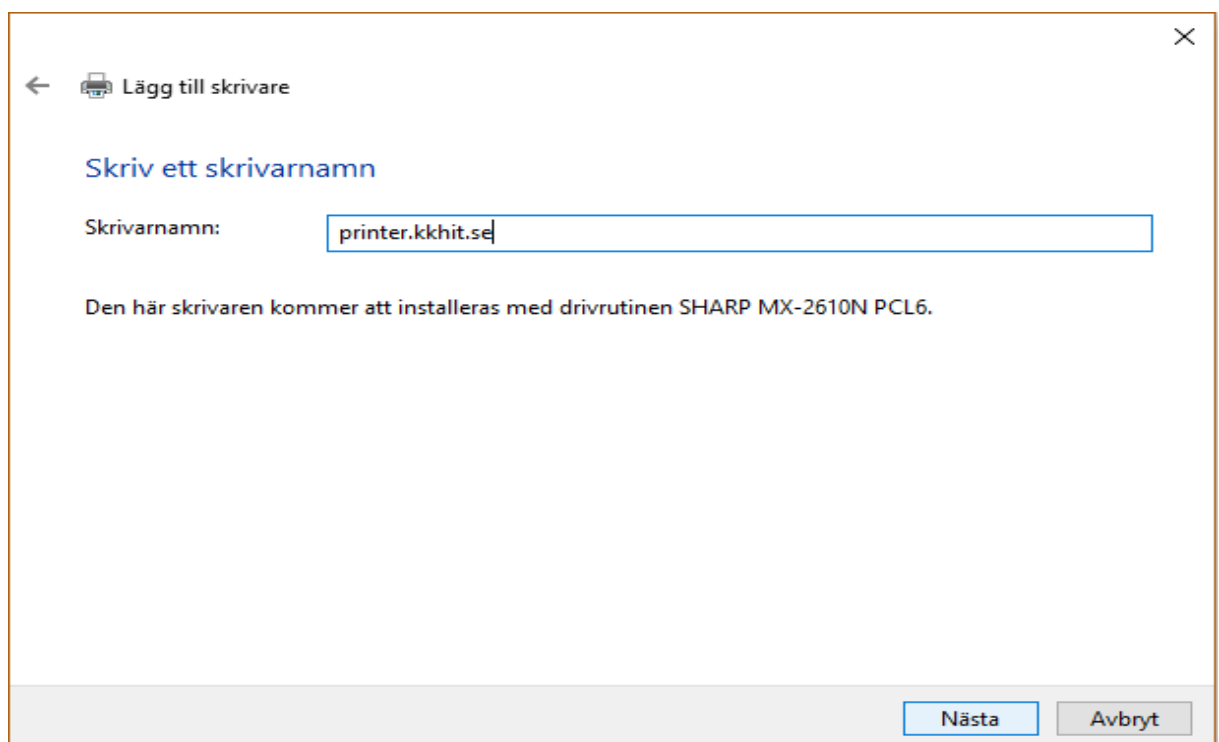 Lägg till skrivare
Skriv ett skrivarnamn
Skrivarnamn: printer.kkhit.se
Den här skrivaren kommer att installeras med drivrutinen SHARP MX-2610N PCL6.
Nästa Avbryt